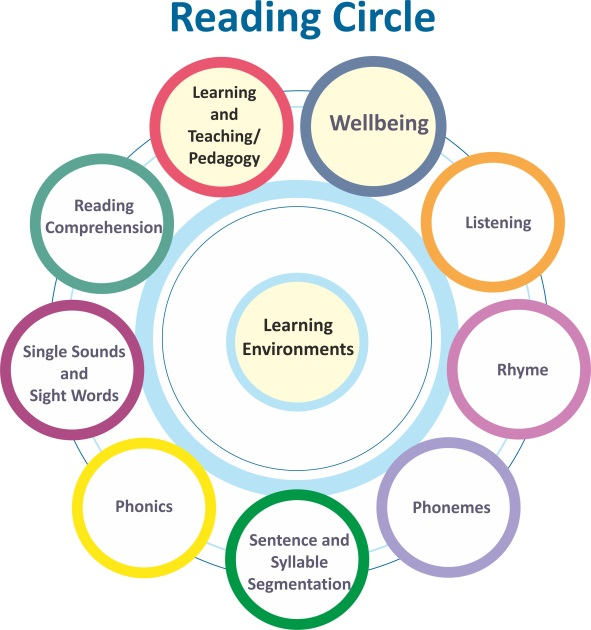 Reading Circle
Learning
and
Teaching/
Pedagogy
Wellbeing
Listening
Rhyme
Phonemes
Sentence and
Syllable
Segmentation
Phonics
Single Sounds
and
Sight Words
Reading
Comprehension
Learning
Environments